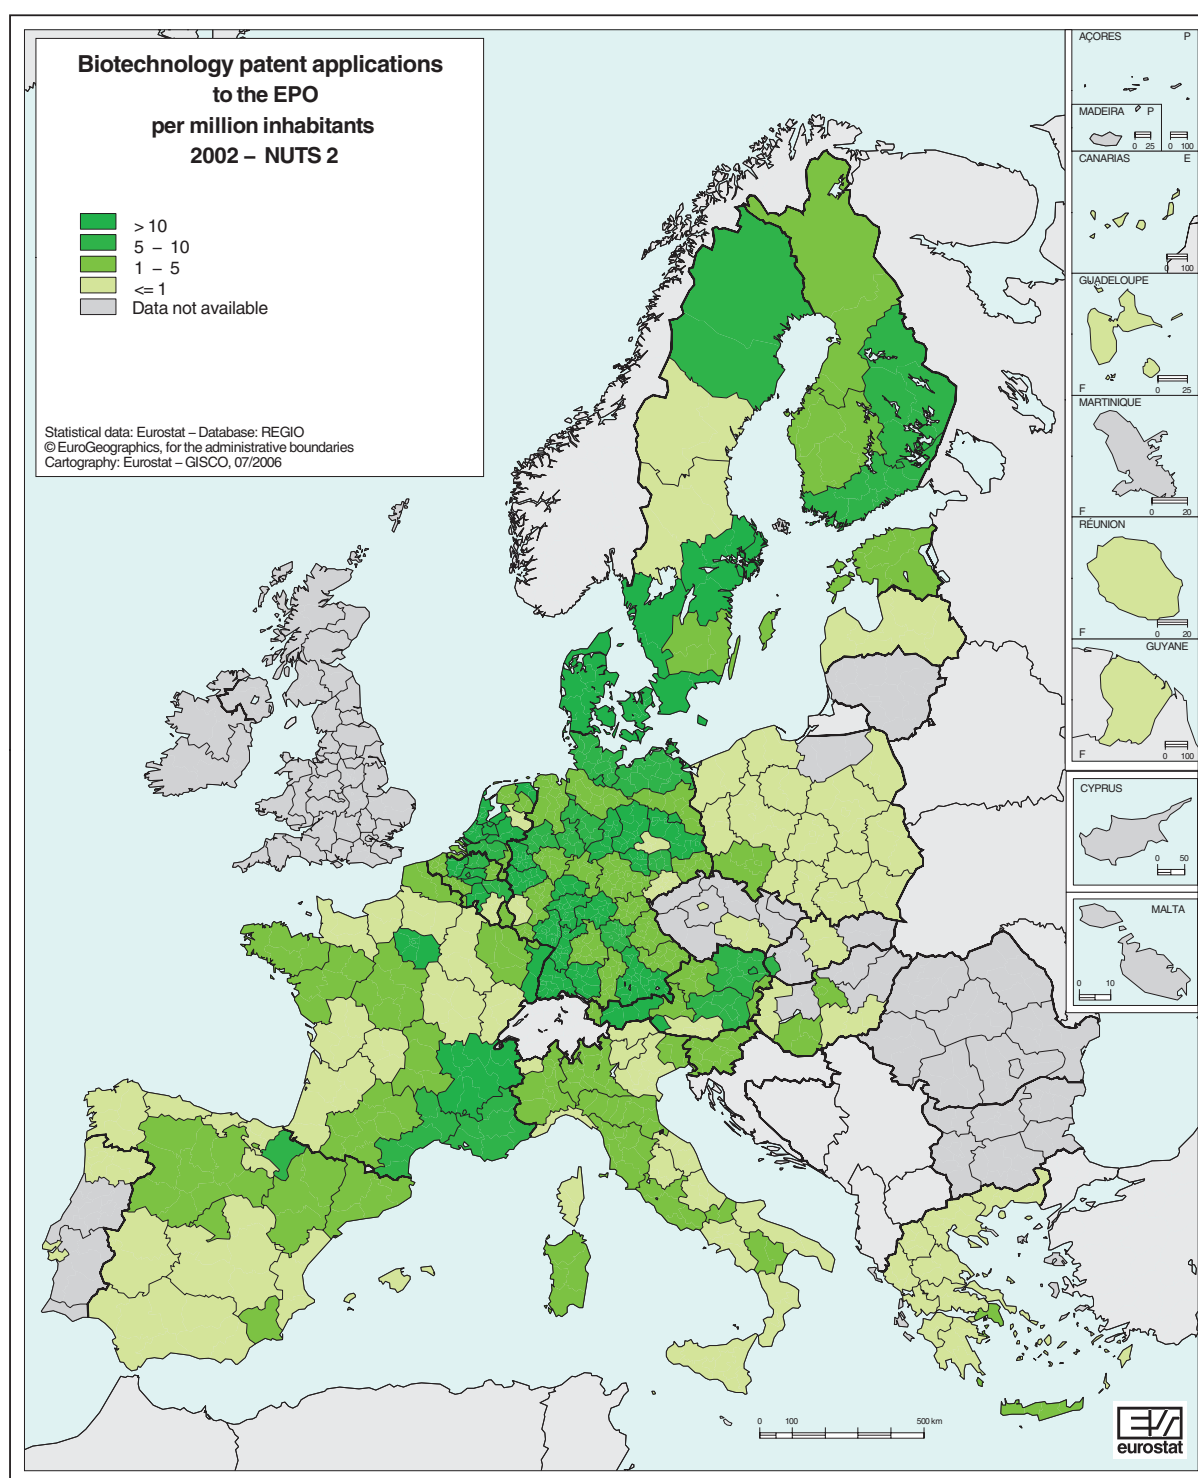 Biotechnology patent applications
to the EPO
per million inhabitants
2002 – NUTS 2
> 10
5 – 10
1 – 5
<= 1
Data not available
Statistical data: Eurostat – Database: REGIO
© EuroGeographics, for the administrative boundaries
Cartography: Eurostat – GISCO, 07/2006
AÇORES P
MADEIRA P
0 25
0 100
CANARIAS E
0 100
GUADELOUPE
F
0 25
MARTINIQUE
F
0 20
RÉUNION
F
0 20
GUYANE
F
0 100
CYPRUS
0 50
MALTA
0 10
0 100 500 km
eurostat